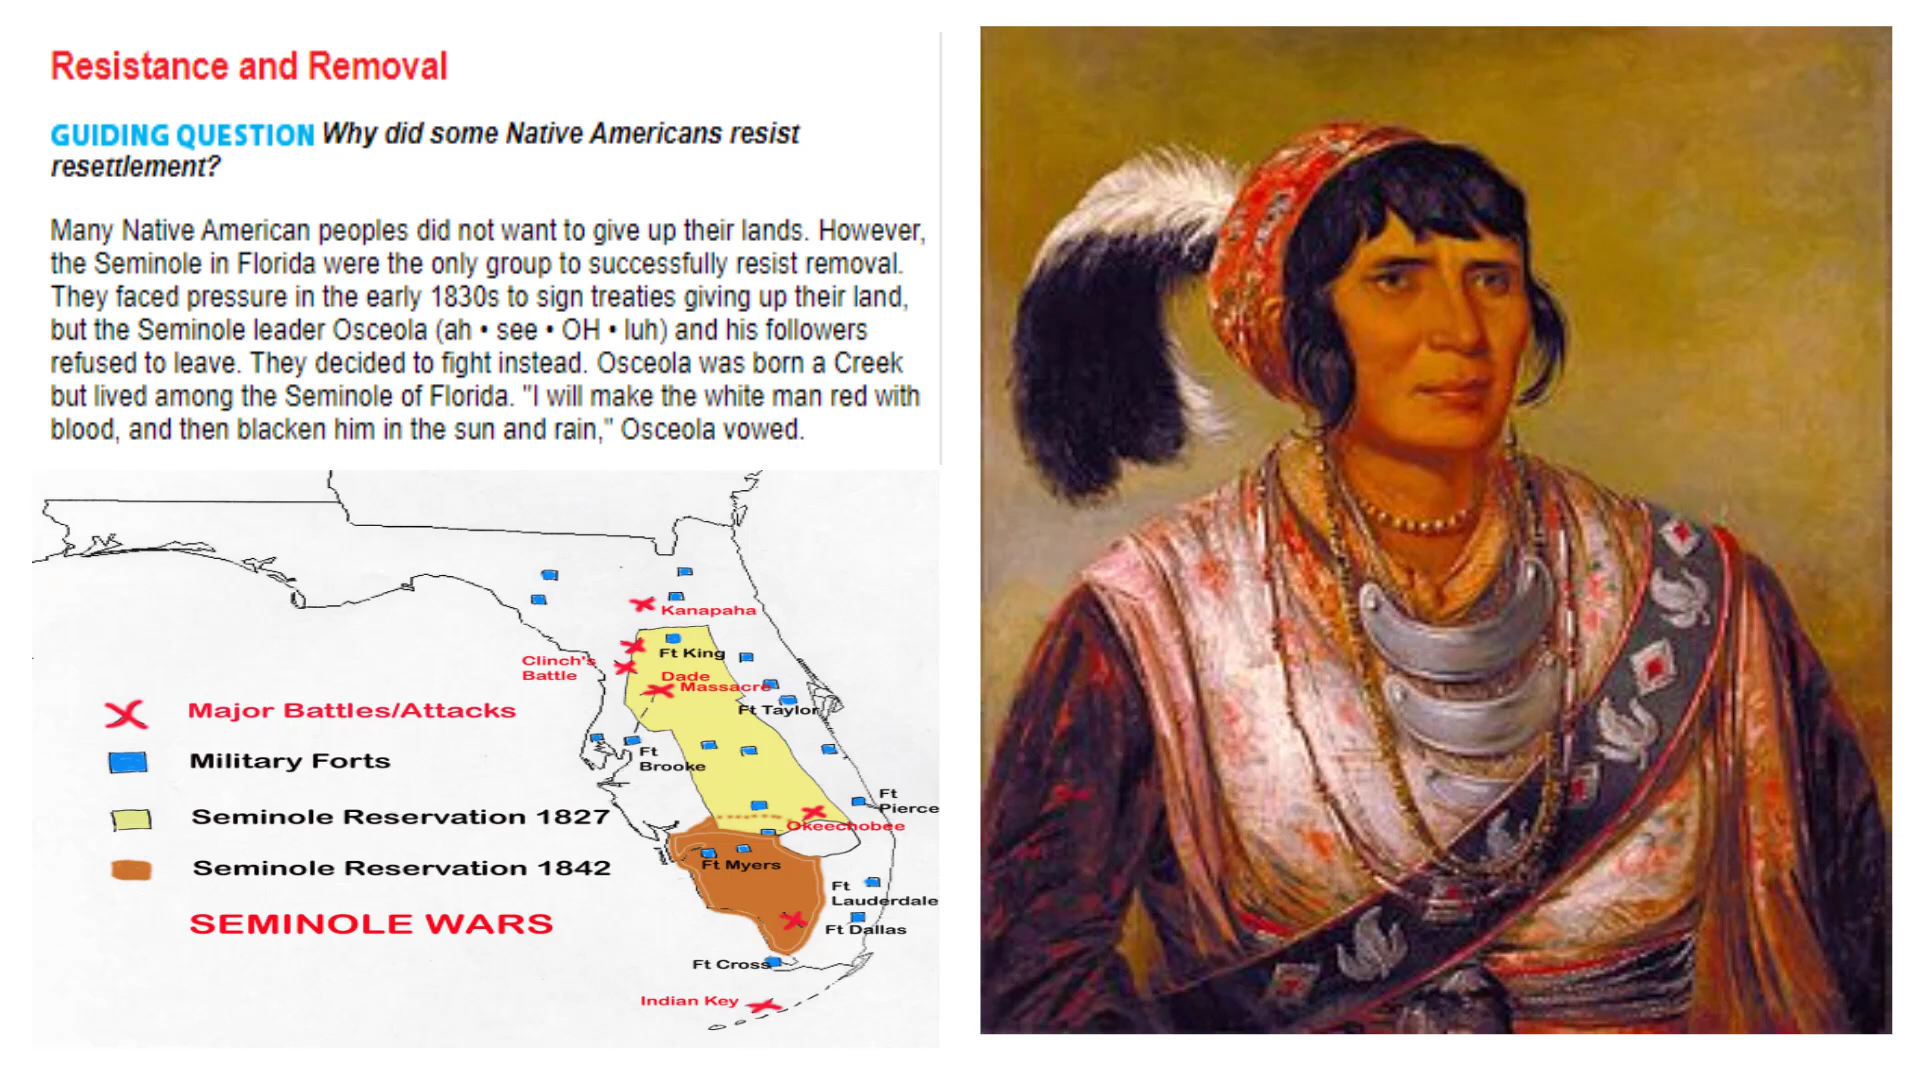 Resistance and Removal
GUIDING QUESTION Why did some Native Americans resist
resettlement?
Many Native American peoples did not want to give up their lands. However,
the Seminole in Florida were the only group to successfully resist removal.
They faced pressure in the early 1830s to sign treaties giving up their land,
but the Seminole leader Osceola (ah • see • OH • luh) and his followers
refused to leave. They decided to fight instead. Osceola was born a Creek
but lived among the Seminole of Florida. "I will make the white man red with
blood, and then blacken him in the sun and rain," Osceola vowed.
Kanapaha
Ft King
Clinch's
Battle
Dade
Massacre
Ft Taylor
Ft
Brooke
Ft
Pierce
Okeechobee
Ft Myers
Ft
Lauderdale
Ft Dallas
Ft Cross
Indian Key
Major Battles/Attacks
Military Forts
Seminole Reservation 1827
Seminole Reservation 1842
SEMINOLE WARS